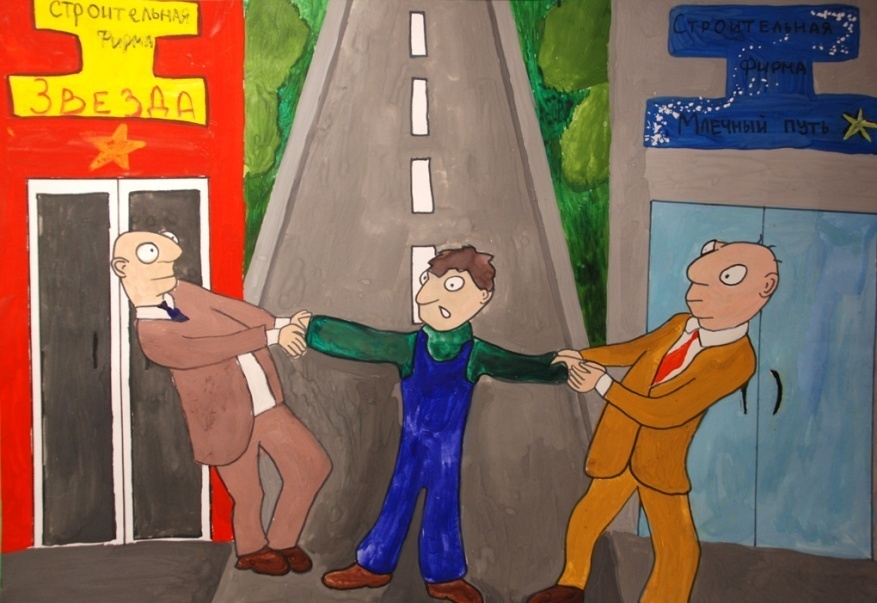 Строительная
Фирма
ЗВЕЗДА
Строительная
Фирма
Млечный путь